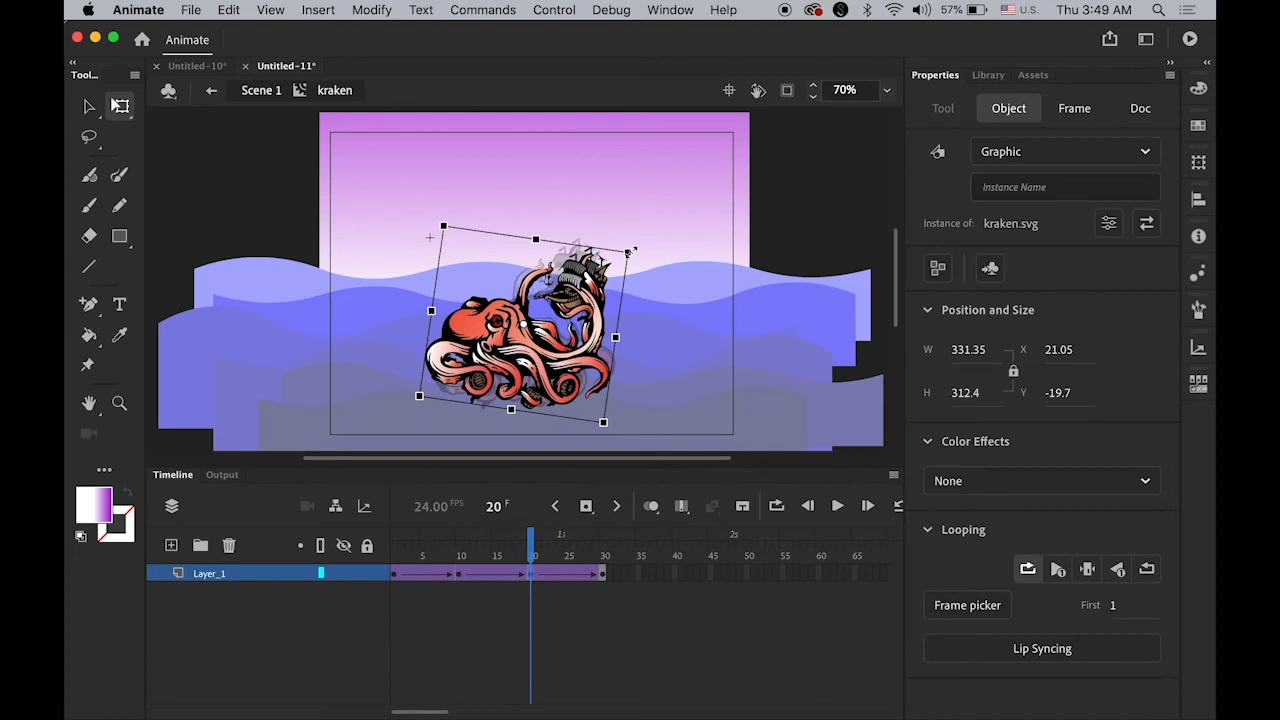 Animate File Edit View Insert Modify Text Commands Control Debug Window Help 57% U.S. Thu 3:49 AM
Animate
Tool... Untitled-10* Untitled-11* Properties Library Assets
Scene 1 kraken 70%
Tool Object Frame Doc
Graphic
Instance Name
Instance of: kraken.svg
Position and Size
W 331.35 X 21.05
H 312.4 Y -19.7
Color Effects
None
Looping
Frame picker First 1
Lip Syncing
Timeline Output
24.00 FPS 20 F
1s 2s
5 10 15 20 25 30 35 40 45 50 55 60 65
Layer_1